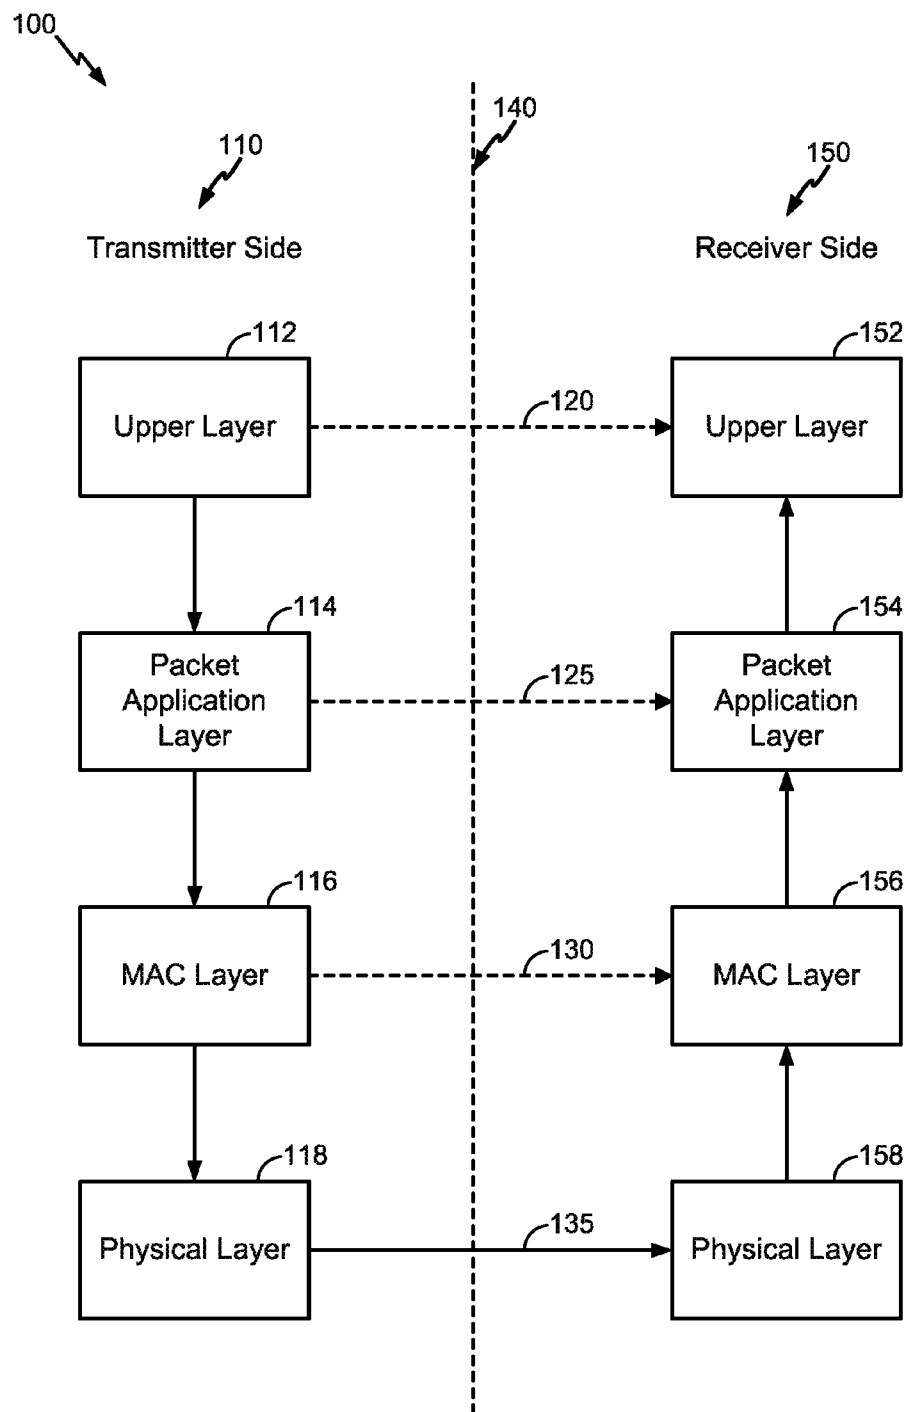 100
140
110
150
Transmitter Side
Receiver Side
112
152
Upper Layer
120
Upper Layer
114
154
Packet
Application
Layer
125
Packet
Application
Layer
116
156
MAC Layer
130
MAC Layer
118
158
Physical Layer
135
Physical Layer